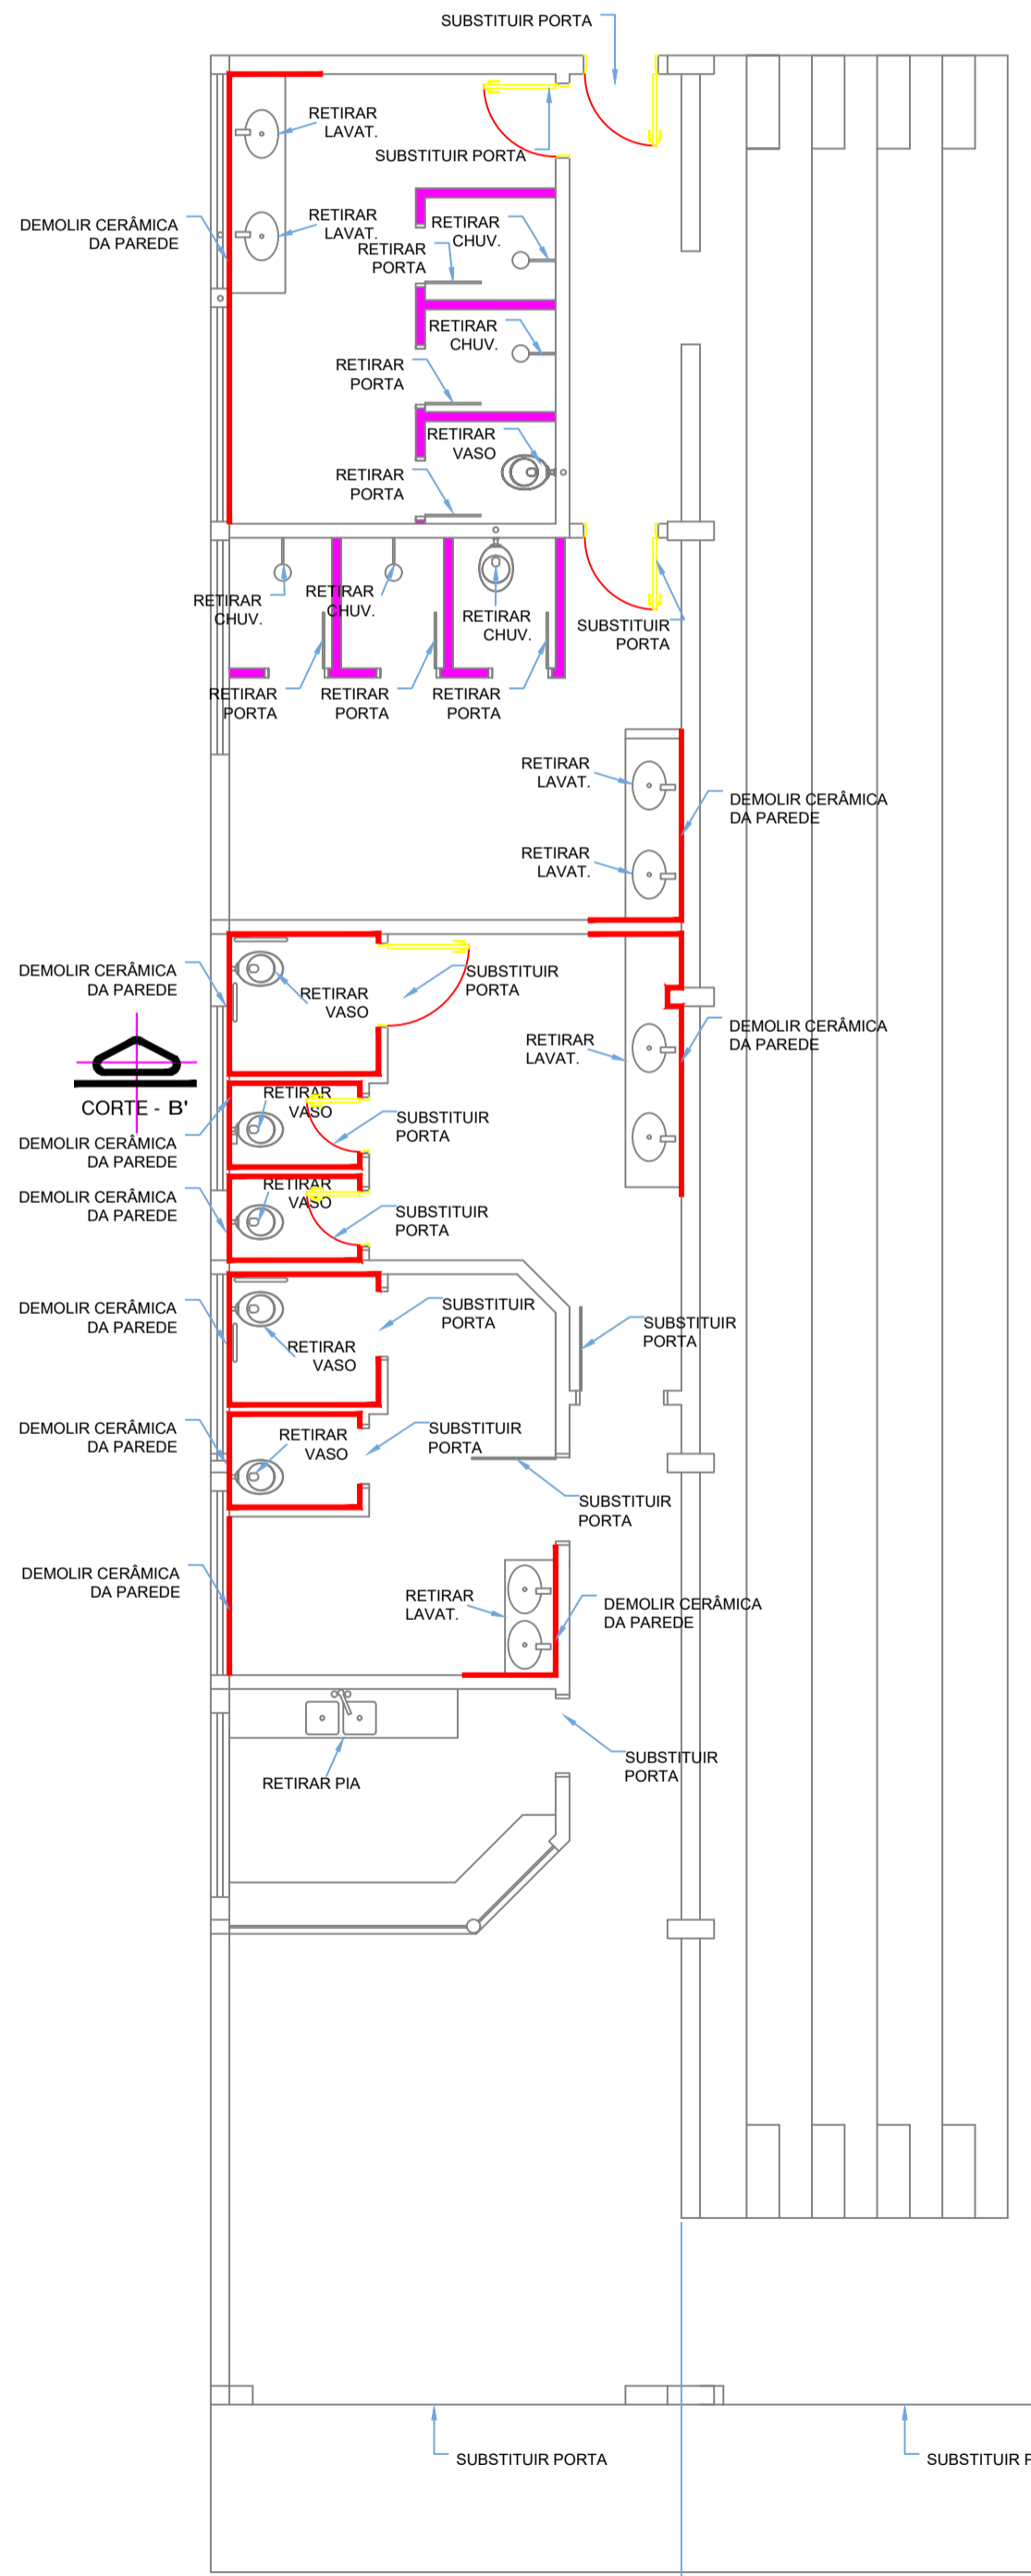 SUBSTITUIR PORTA
RETIRAR
LAVAT.
SUBSTITUIR PORTA
DEMOLIR CERÂMICA
DA PAREDE
RETIRAR
LAVAT.
RETIRAR
CHUV.
RETIRAR
PORTA
RETIRAR
CHUV.
RETIRAR
PORTA
RETIRAR
VASO
RETIRAR
PORTA
RETIRAR
CHUV.
RETIRAR
CHUV.
RETIRAR
CHUV.
SUBSTITUIR
PORTA
RETIRAR
PORTA
RETIRAR
PORTA
RETIRAR
PORTA
RETIRAR
LAVAT.
DEMOLIR CERÂMICA
DA PAREDE
RETIRAR
LAVAT.
DEMOLIR CERÂMICA
DA PAREDE
RETIRAR
VASO
SUBSTITUIR
PORTA
RETIRAR
LAVAT.
DEMOLIR CERÂMICA
DA PAREDE
CORTE - B'
RETIRAR
VASO
SUBSTITUIR
PORTA
DEMOLIR CERÂMICA
DA PAREDE
RETIRAR
VASO
DEMOLIR CERÂMICA
DA PAREDE
SUBSTITUIR
PORTA
DEMOLIR CERÂMICA
DA PAREDE
SUBSTITUIR
PORTA
RETIRAR
VASO
SUBSTITUIR
PORTA
DEMOLIR CERÂMICA
DA PAREDE
RETIRAR
VASO
SUBSTITUIR
PORTA
SUBSTITUIR
PORTA
DEMOLIR CERÂMICA
DA PAREDE
RETIRAR
LAVAT.
DEMOLIR CERÂMICA
DA PAREDE
SUBSTITUIR
PORTA
RETIRAR PIA
SUBSTITUIR PORTA
SUBSTITUIR P